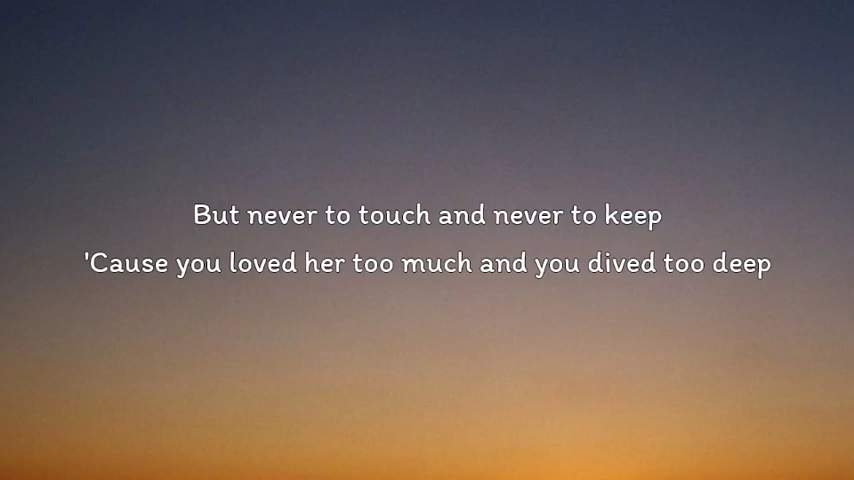 But never to touch and never to keep
'Cause you loved her too much and you dived too deep